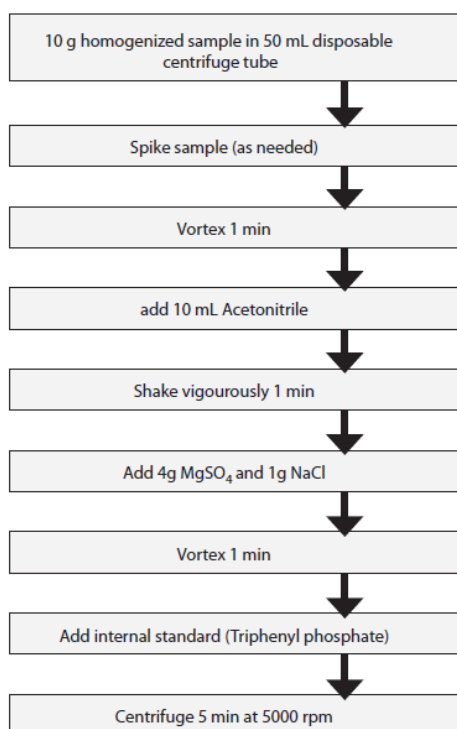 10 g homogenized sample in 50 mL disposable
centrifuge tube
Spike sample (as needed)
Vortex 1 min
add 10 mL Acetonitrile
Shake vigourously 1 min
Add 4g MgSO₄ and 1g NaCl
Vortex 1 min
Add internal standard (Triphenyl phosphate)
Centrifuge 5 min at 5000 rpm